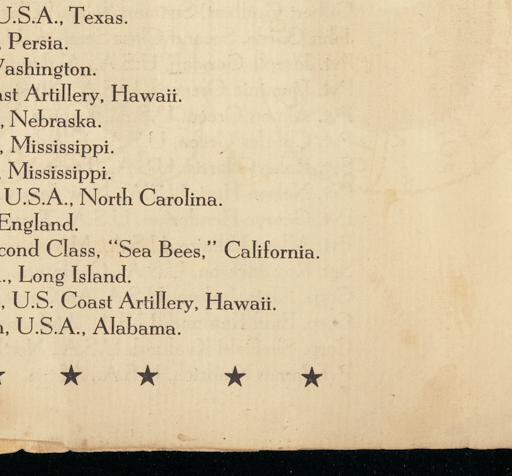 U.S.A., Texas.
, Persia.
Washington.
ast Artillery, Hawaii.
, Nebraska.
, Mississippi.
, Mississippi.
U.S.A., North Carolina.
England.
cond Class, “Sea Bees,” California.
., Long Island.
, U.S. Coast Artillery, Hawaii.
n, U.S.A., Alabama.